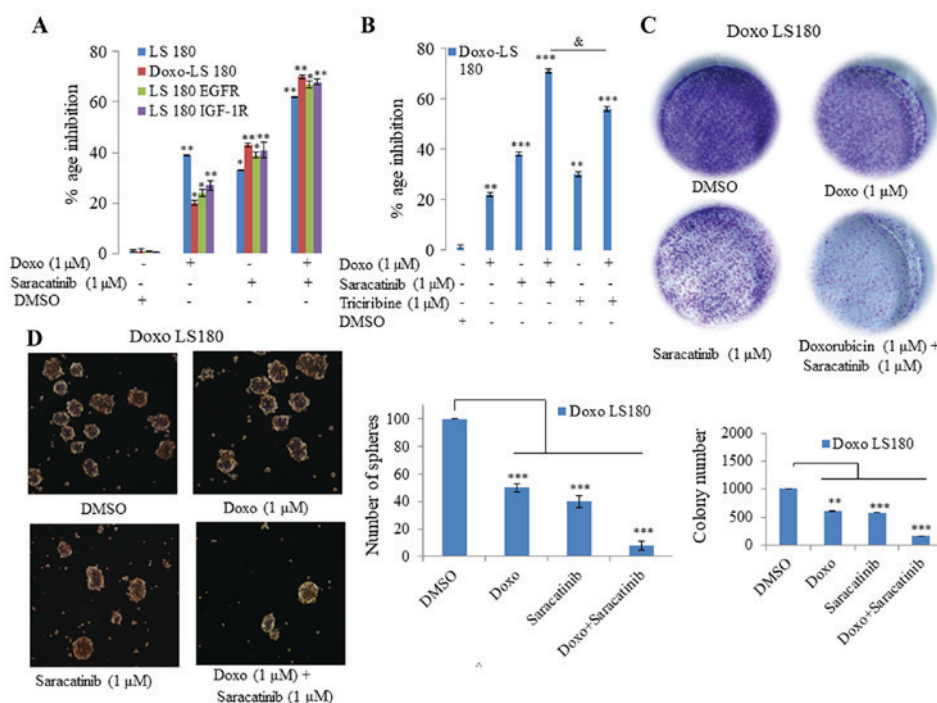 A
80
60
40
20
0
% age inhibition
LS 180
Doxo-LS 180
LS 180 EGFR
LS 180 IGF-1R
** * * **
* ** * **
** ** * **
Doxo (1 µM) - + - +
Saracatinib (1 µM) - - + +
DMSO + - - -
B
80
60
40
20
0
% age inhibition
Doxo-LS
180
&
** *** *** ** ***
Doxo (1 µM) - + - + - +
Saracatinib (1 µM) - - + + - -
Triciribine (1 µM) - - - - + +
DMSO + - - - - -
C
Doxo LS180
DMSO
Doxo (1 µM)
Saracatinib (1 µM)
Doxorubicin (1 µM) +
Saracatinib (1 µM)
D
Doxo LS180
DMSO
Doxo (1 µM)
Saracatinib (1 µM)
Doxo (1 µM) +
Saracatinib (1 µM)
Doxo LS180
Number of spheres
100
80
60
40
20
0
*** *** ***
DMSO
Doxo
Saracatinib
Doxo+Saracatinib
^
Doxo LS180
Colony number
2000
1500
1000
500
0
** *** ***
DMSO
Doxo
Saracatinib
Doxo+Saracatinib